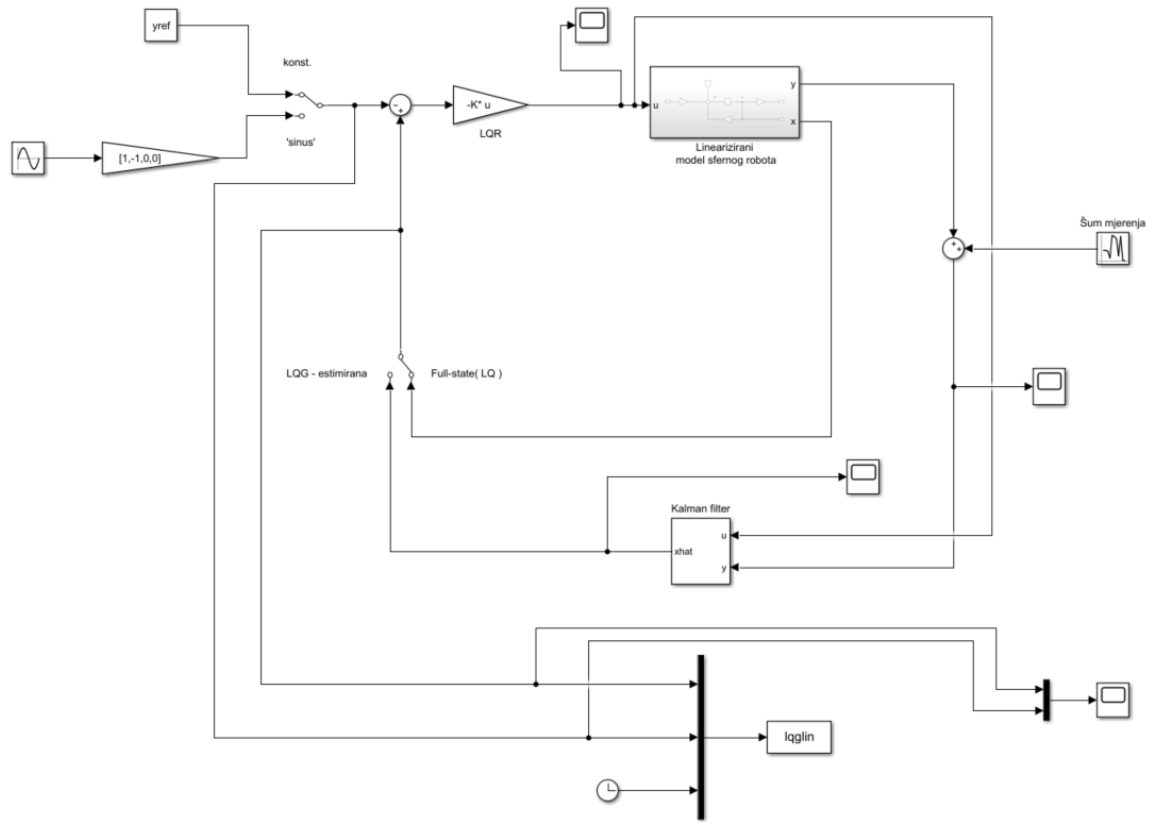 yref
konst.
-K* u
LQR
u
y
x
Linearizirani
model sfernog robota
'sinus'
[1,-1,0,0]
Šum mjerenja
LQG - estimirana
Full-state( LQ )
Kalman filter
u
xhat
y
lqglin